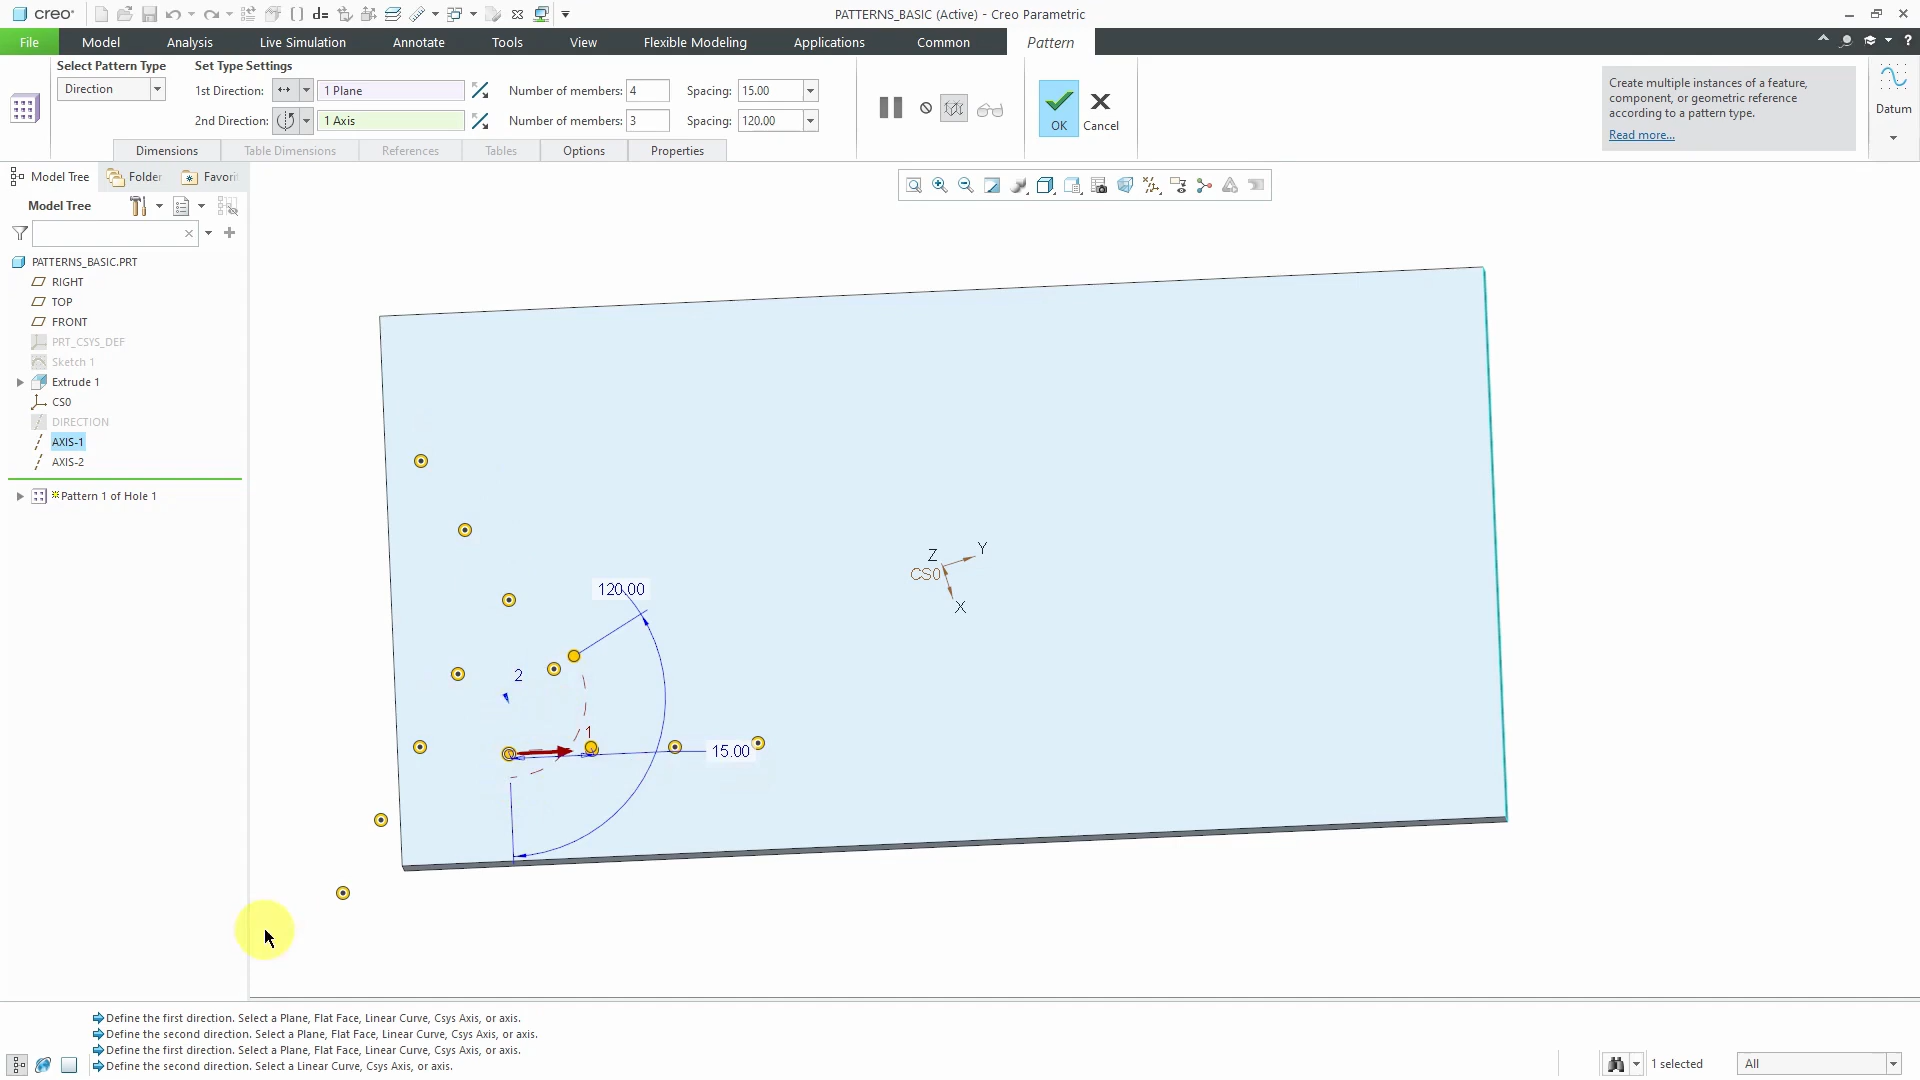 creo
PATTERNS_BASIC (Active) - Creo Parametric
File
Model
Analysis
Live Simulation
Annotate
Tools
View
Flexible Modeling
Applications
Common
Pattern
Select Pattern Type
Set Type Settings
Direction
1st Direction:
1 Plane
Number of members:
4
Spacing:
15.00
2nd Direction:
1 Axis
Number of members:
3
Spacing:
120.00
OK
Cancel
Create multiple instances of a feature,
component, or geometric reference
according to a pattern type.
Read more...
Datum
Dimensions
Table Dimensions
References
Tables
Options
Properties
Model Tree
Folder
Favori
Model Tree
PATTERNS_BASIC.PRT
RIGHT
TOP
FRONT
PRT_CSYS_DEF
Sketch 1
Extrude 1
CS0
DIRECTION
AXIS-1
AXIS-2
Pattern 1 of Hole 1
120.00
2
1
15.00
Z
Y
CS0
X
Define the first direction. Select a Plane, Flat Face, Linear Curve, Csys Axis, or axis.
Define the second direction. Select a Plane, Flat Face, Linear Curve, Csys Axis, or axis.
Define the first direction. Select a Plane, Flat Face, Linear Curve, Csys Axis, or axis.
Define the second direction. Select a Linear Curve, Csys Axis, or axis.
1 selected
All